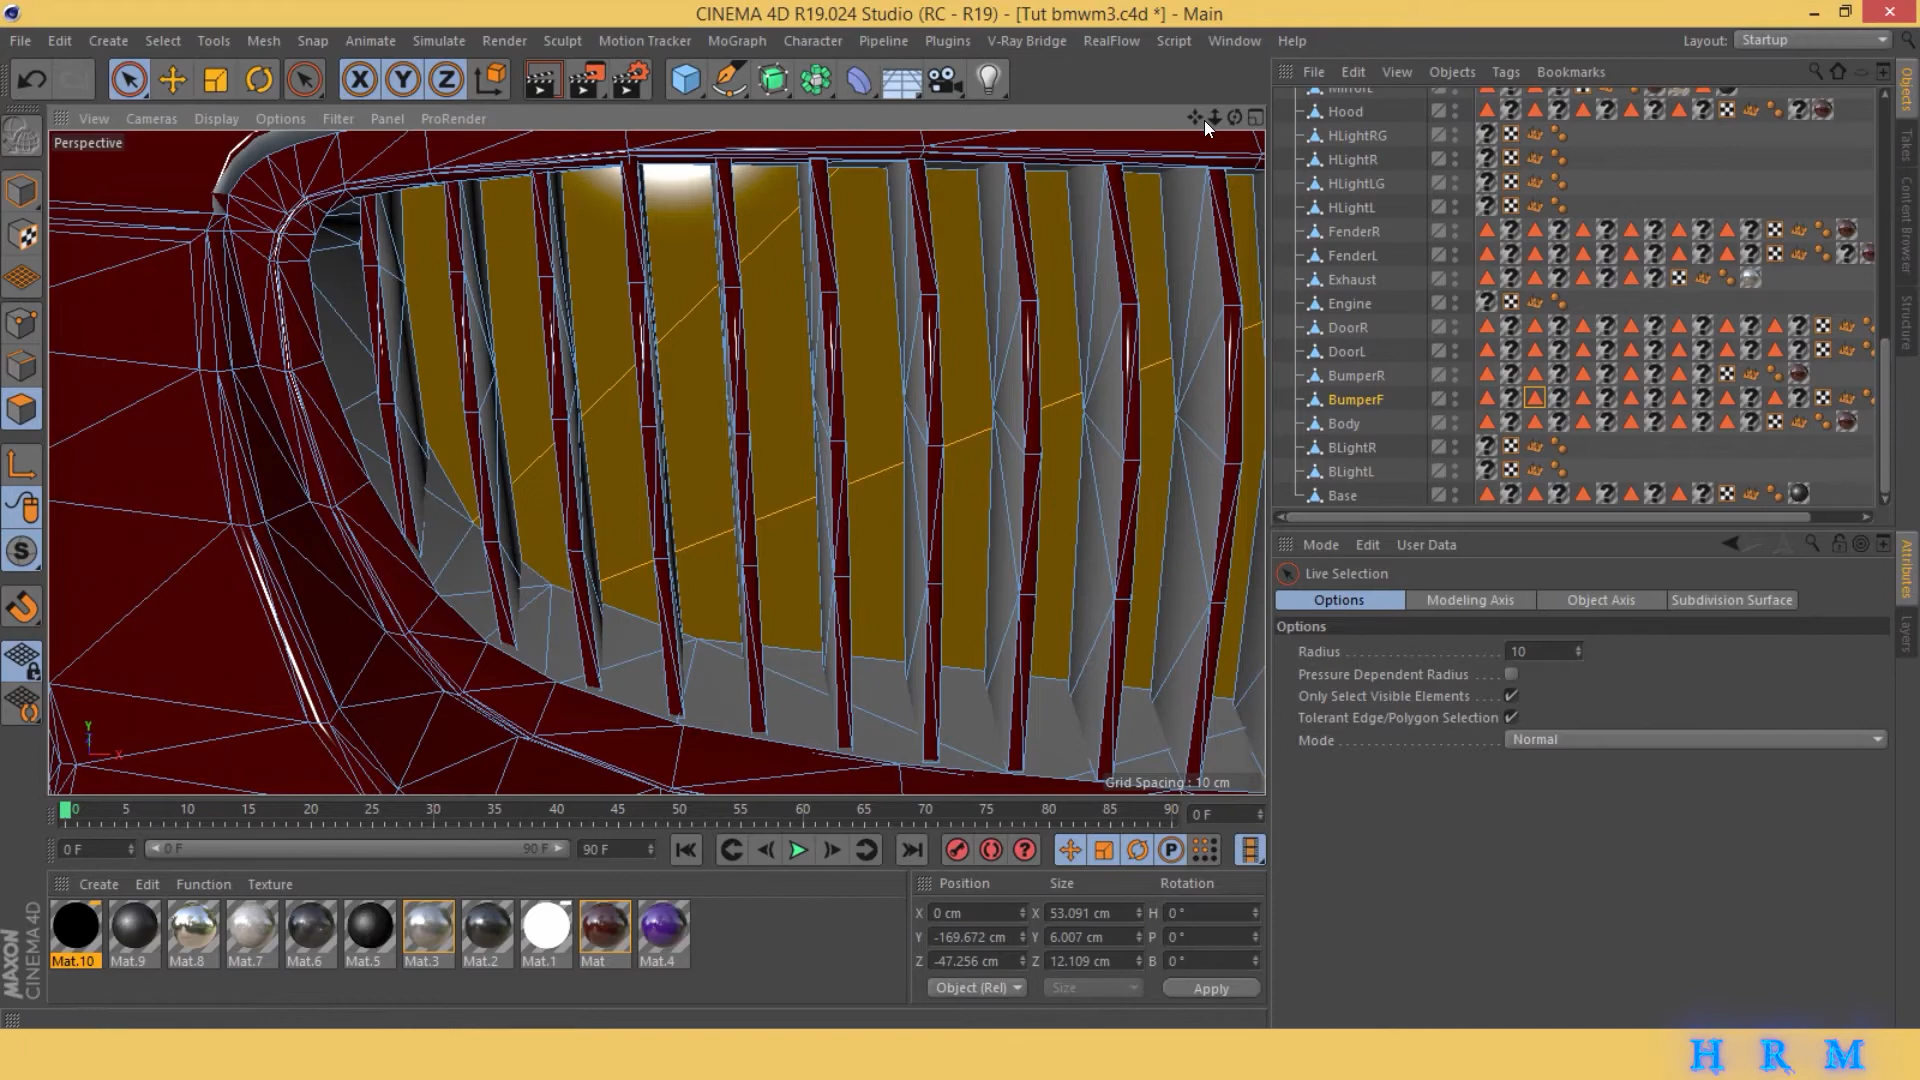 CINEMA 4D R19.024 Studio (RC - R19) - [Tut bmwm3.c4d *] - Main
File Edit Create Select Tools Mesh Snap Animate Simulate Render Sculpt Motion Tracker MoGraph Character Pipeline Plugins V-Ray Bridge RealFlow Script Window Help Layout: Startup
File Edit View Objects Tags Bookmarks
View Cameras Display Options Filter Panel ProRender
Perspective
MirrorL
Hood
HLightRG
HLightR
HLightLG
HLightL
FenderR
FenderL
Exhaust
Engine
DoorR
DoorL
BumperR
BumperF
Body
BLightR
BLightL
Base
Objects
Takes
Content Browser
Structure
Mode Edit User Data
Live Selection
Options Modeling Axis Object Axis Subdivision Surface
Options
Radius 10
Pressure Dependent Radius
Only Select Visible Elements
Tolerant Edge/Polygon Selection
Mode Normal
Attributes
Layers
Y
Z
X
Grid Spacing : 10 cm
0 5 10 15 20 25 30 35 40 45 50 55 60 65 70 75 80 85 90 0 F
0 F 0 F 90 F 90 F
Create Edit Function Texture
Mat.10 Mat.9 Mat.8 Mat.7 Mat.6 Mat.5 Mat.3 Mat.2 Mat.1 Mat Mat.4
Position Size Rotation
X 0 cm X 53.091 cm H 0 °
Y -169.672 cm Y 6.007 cm P 0 °
Z -47.256 cm Z 12.109 cm B 0 °
Object (Rel) Size Apply
MAXON
CINEMA 4D
H R M